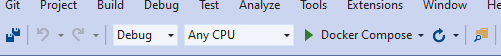 Git Project Build Debug Test Analyze Tools Extensions Window He
Debug Any CPU Docker Compose